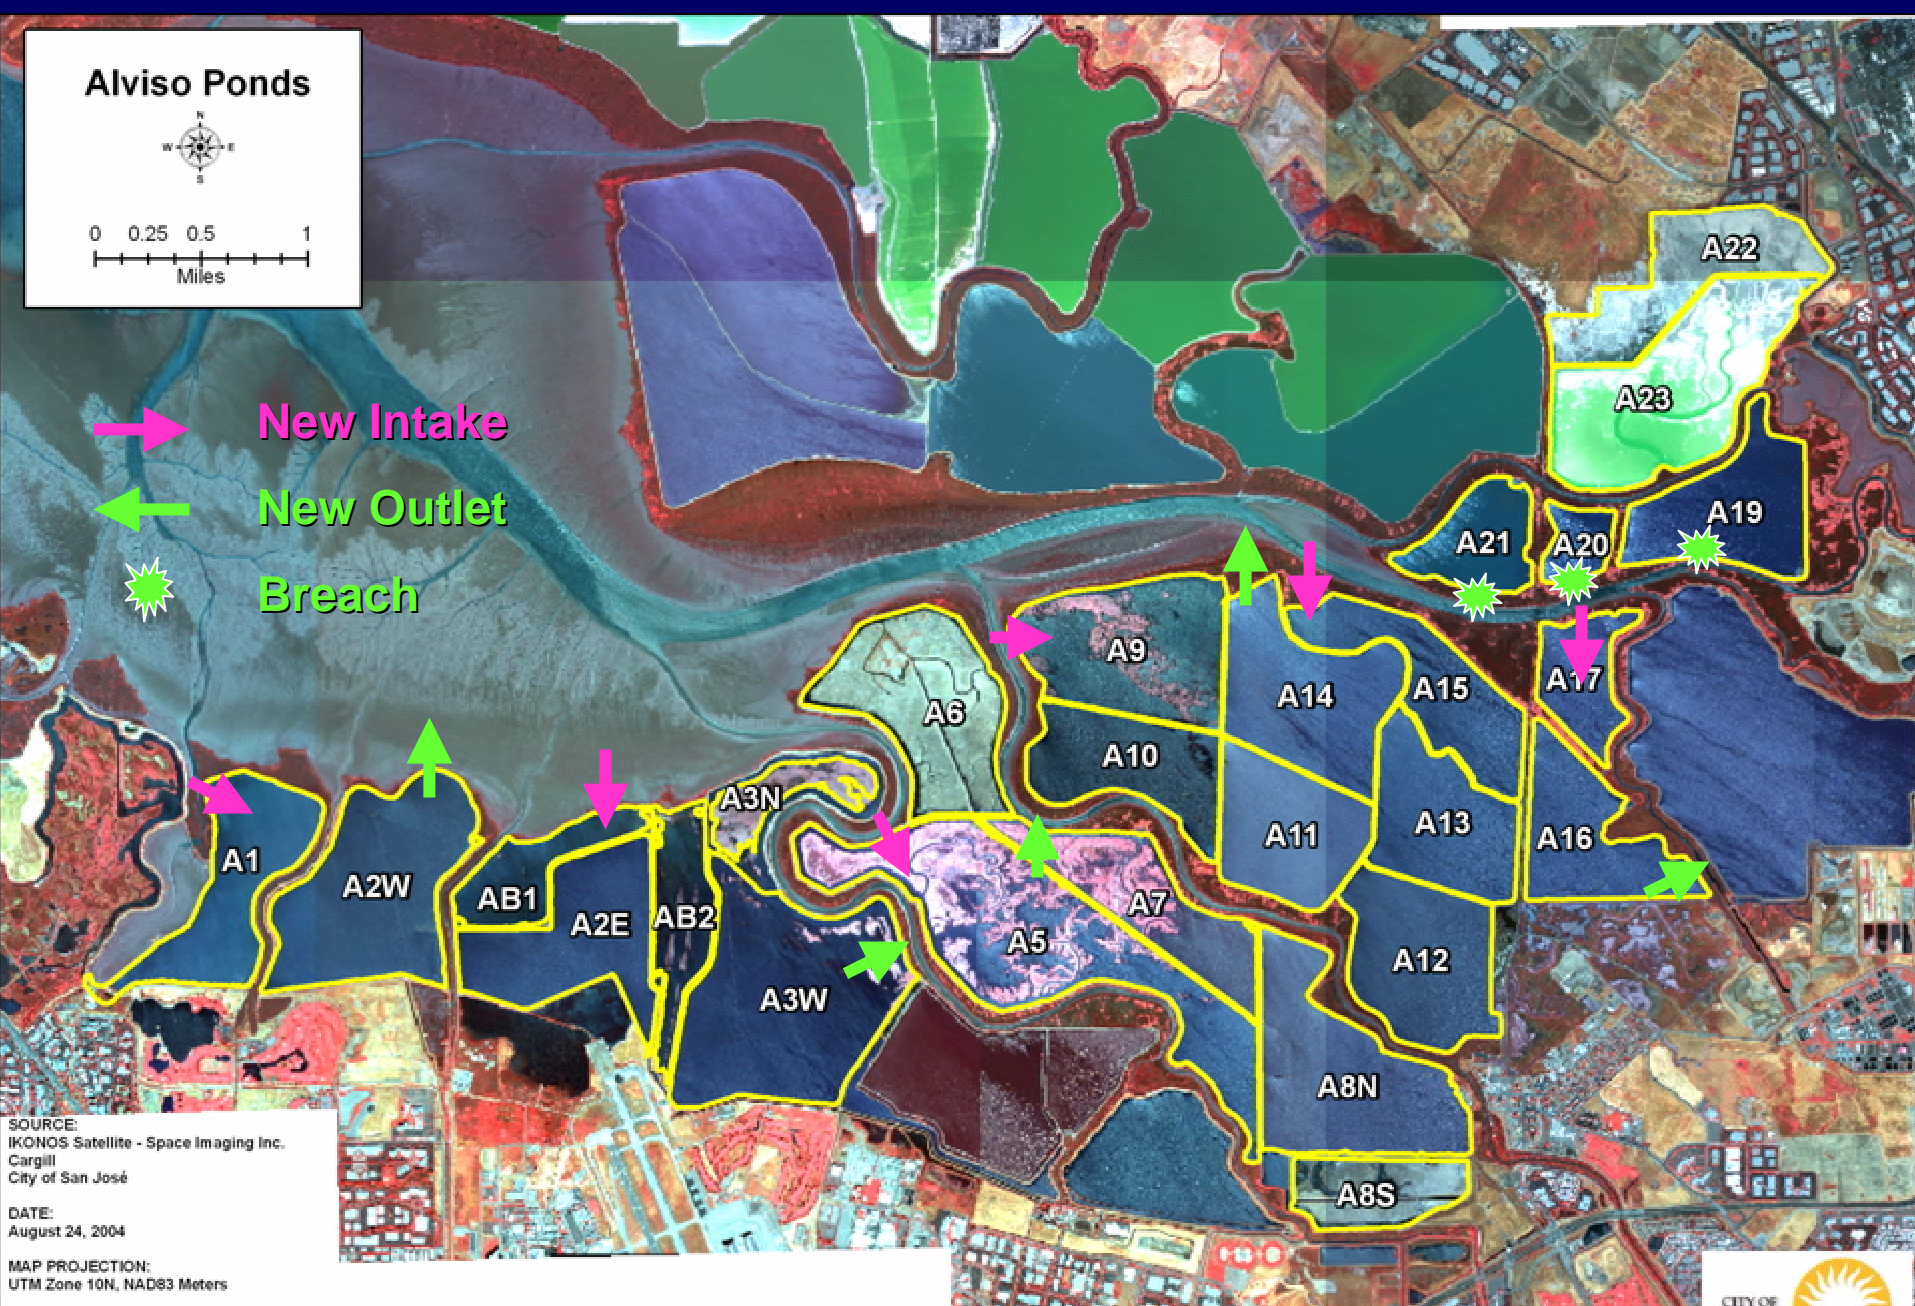 Alviso Ponds
N
W
E
S
0 0.25 0.5 1
Miles
New Intake
New Outlet
Breach
A22
A23
A19
A21
A20
A9
A17
A14
A15
A6
A10
A3N
A13
A11
A16
A1
A2W
AB1
A2E
AB2
A7
A5
A12
A3W
A8N
A8S
SOURCE:
IKONOS Satellite - Space Imaging Inc.
Cargill
City of San José
DATE:
August 24, 2004
MAP PROJECTION:
UTM Zone 10N, NAD83 Meters
CITY OF